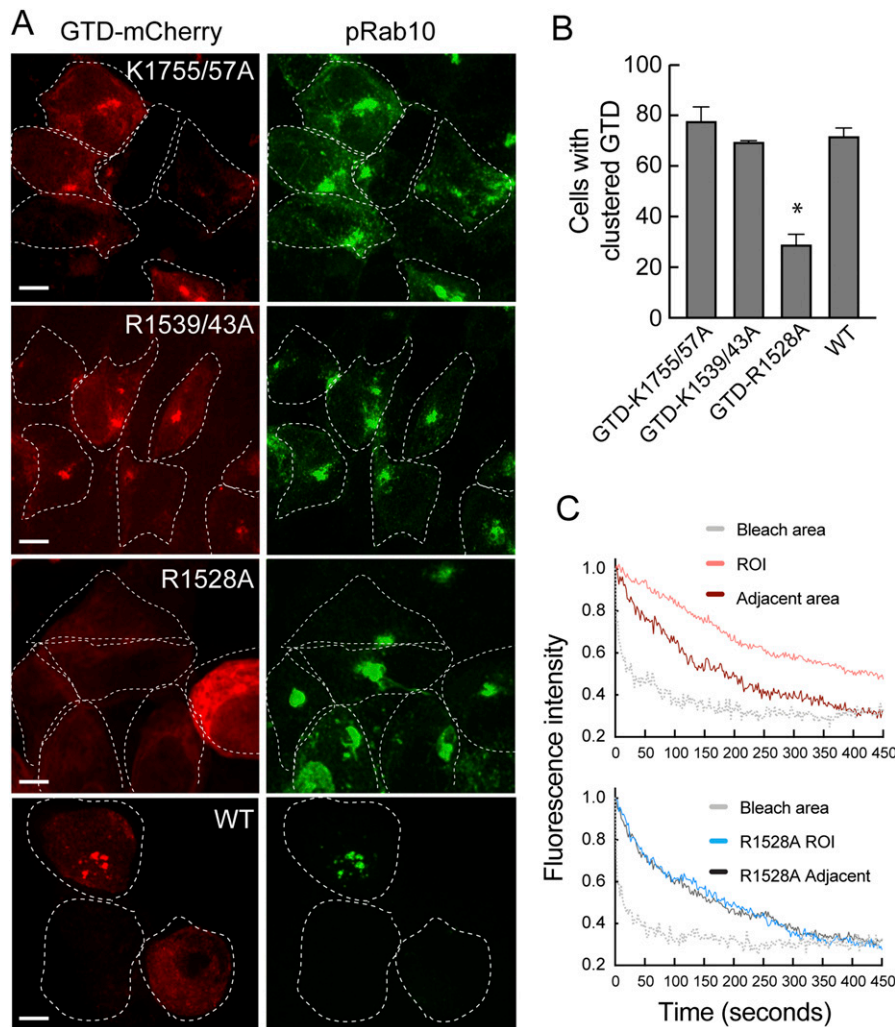 A
GTD-mCherry
pRab10
K1755/57A
R1539/43A
R1528A
WT
B
Cells with
clustered GTD
100
80
60
40
20
0
*
GTD-K1755/57A
GTD-K1539/43A
GTD-R1528A
WT
C
Bleach area
ROI
Adjacent area
Fluorescence intensity
1.0
0.8
0.6
0.4
0.2
0 50 100 150 200 250 300 350 400 450
Bleach area
R1528A ROI
R1528A Adjacent
1.0
0.8
0.6
0.4
0.2
0 50 100 150 200 250 300 350 400 450
Time (seconds)